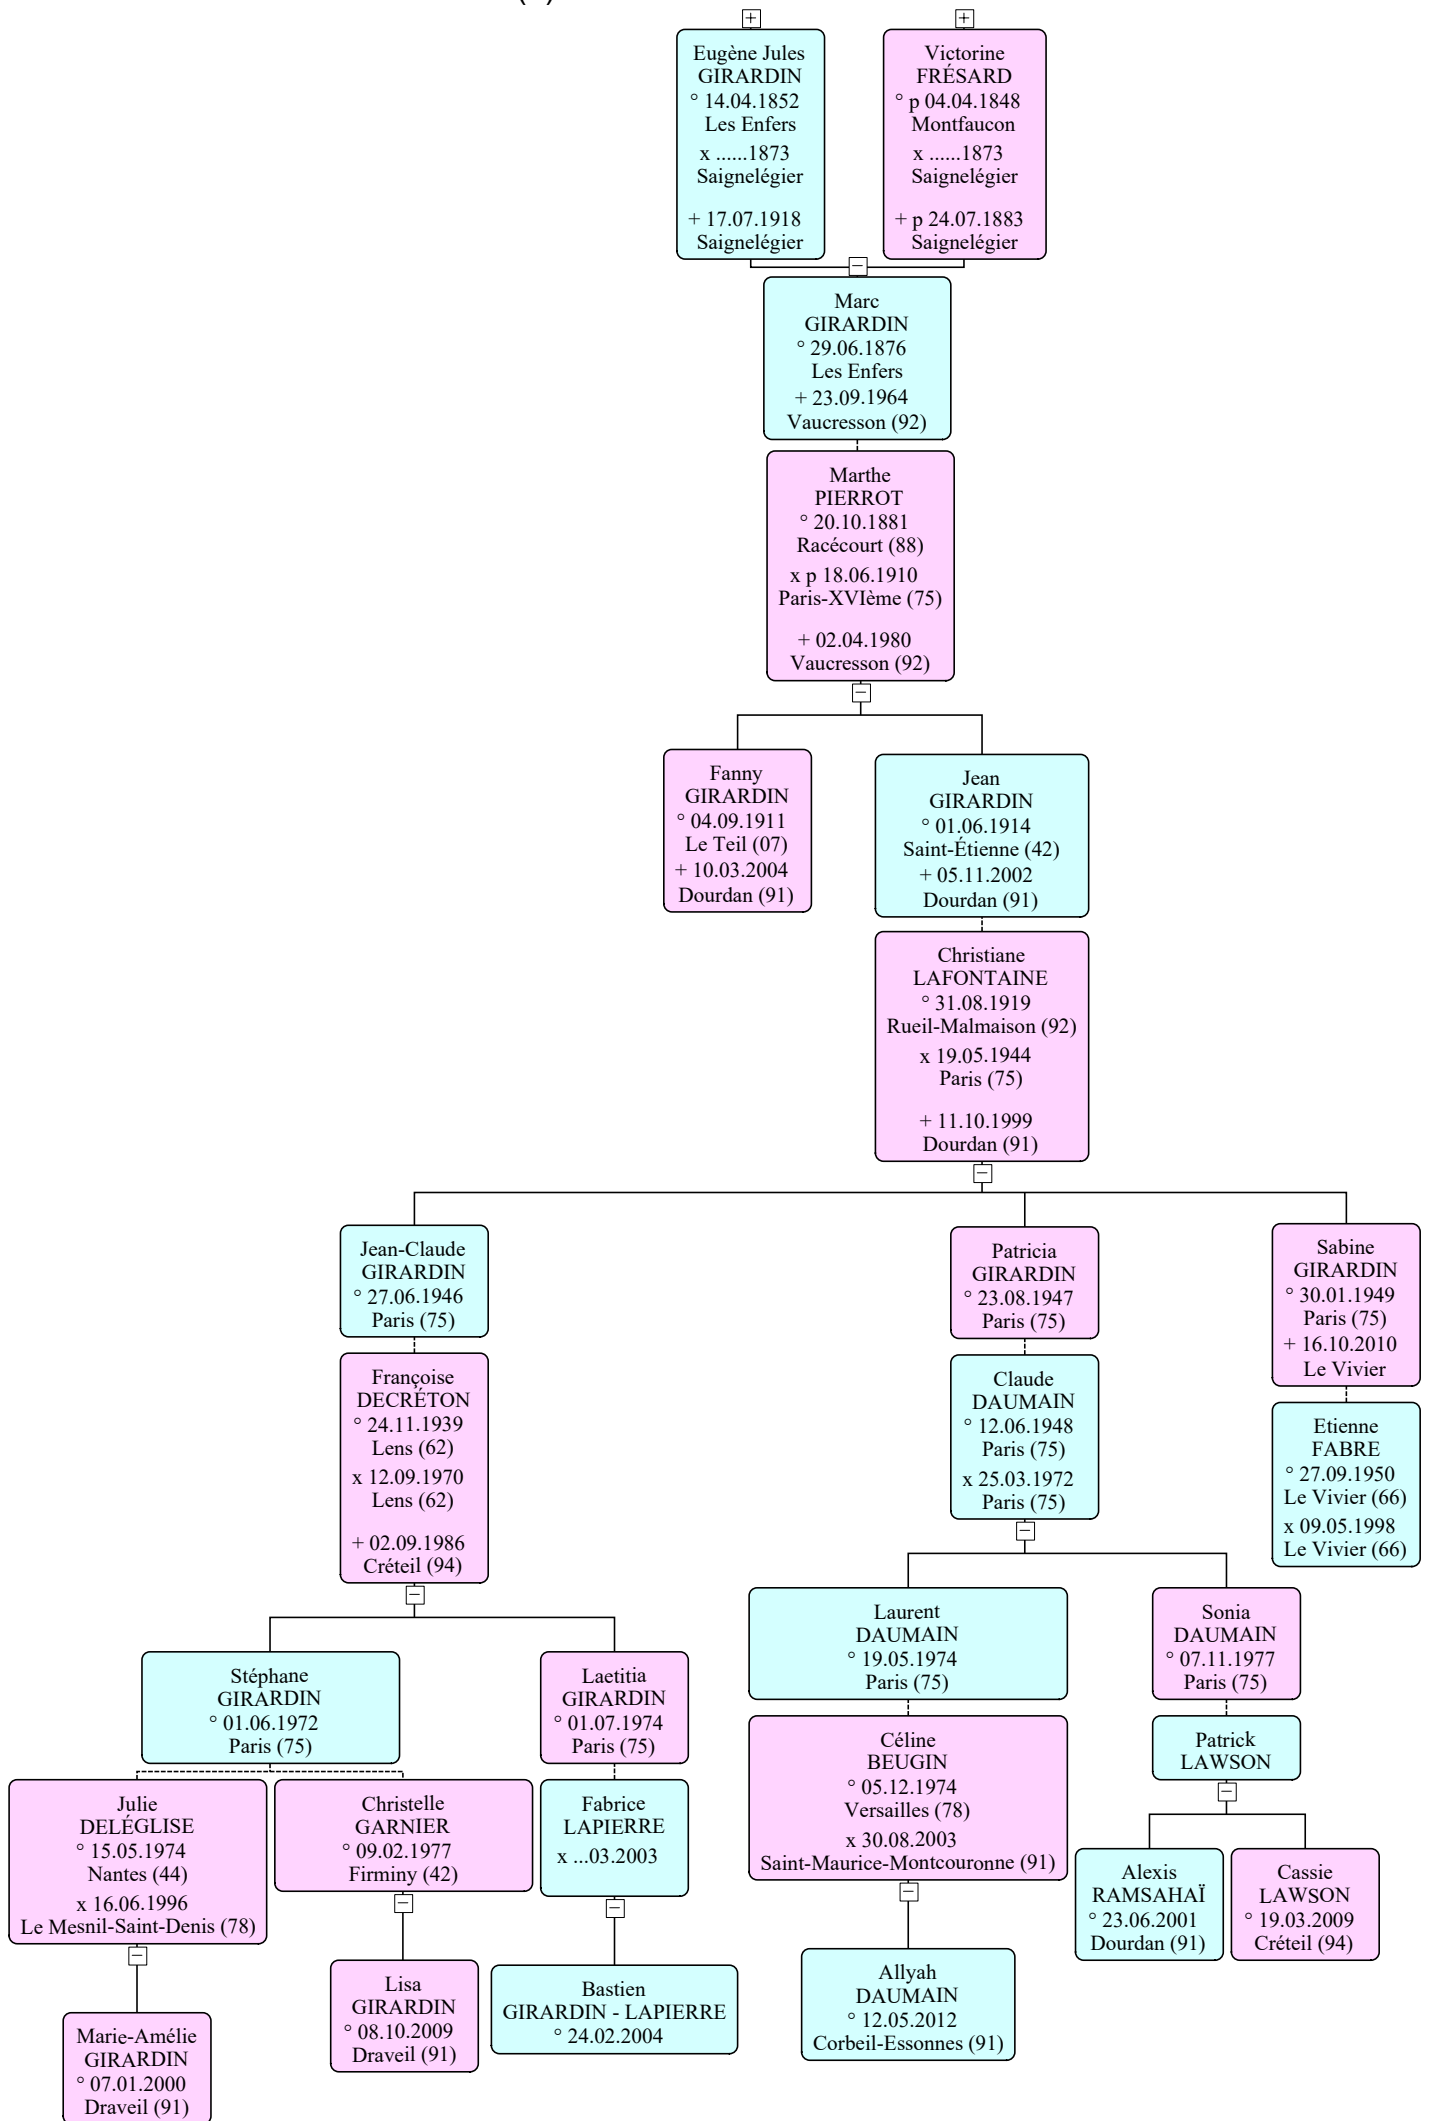 Eugène Jules
GIRARDIN
° 14.04.1852
Les Enfers
x ......1873
Saignelégier
+ 17.07.1918
Saignelégier
Victorine
FRÉSARD
° p 04.04.1848
Montfaucon
x ......1873
Saignelégier
+ p 24.07.1883
Saignelégier
Marc
GIRARDIN
° 29.06.1876
Les Enfers
+ 23.09.1964
Vaucresson (92)
Marthe
PIERROT
° 20.10.1881
Racécourt (88)
x p 18.06.1910
Paris-XVIème (75)
+ 02.04.1980
Vaucresson (92)
Fanny
GIRARDIN
° 04.09.1911
Le Teil (07)
+ 10.03.2004
Dourdan (91)
Jean
GIRARDIN
° 01.06.1914
Saint-Étienne (42)
+ 05.11.2002
Dourdan (91)
Christiane
LAFONTAINE
° 31.08.1919
Rueil-Malmaison (92)
x 19.05.1944
Paris (75)
+ 11.10.1999
Dourdan (91)
Jean-Claude
GIRARDIN
° 27.06.1946
Paris (75)
Françoise
DECRÉTON
° 24.11.1939
Lens (62)
x 12.09.1970
Lens (62)
+ 02.09.1986
Créteil (94)
Patricia
GIRARDIN
° 23.08.1947
Paris (75)
Claude
DAUMAIN
° 12.06.1948
Paris (75)
x 25.03.1972
Paris (75)
Sabine
GIRARDIN
° 30.01.1949
Paris (75)
+ 16.10.2010
Le Vivier
Etienne
FABRE
° 27.09.1950
Le Vivier (66)
x 09.05.1998
Le Vivier (66)
Stéphane
GIRARDIN
° 01.06.1972
Paris (75)
Laetitia
GIRARDIN
° 01.07.1974
Paris (75)
Laurent
DAUMAIN
° 19.05.1974
Paris (75)
Sonia
DAUMAIN
° 07.11.1977
Paris (75)
Julie
DELÉGLISE
° 15.05.1974
Nantes (44)
x 16.06.1996
Le Mesnil-Saint-Denis (78)
Christelle
GARNIER
° 09.02.1977
Firminy (42)
Fabrice
LAPIERRE
x ...03.2003
Céline
BEUGIN
° 05.12.1974
Versailles (78)
x 30.08.2003
Saint-Maurice-Montcouronne (91)
Patrick
LAWSON
Alexis
RAMSAHAÏ
° 23.06.2001
Dourdan (91)
Cassie
LAWSON
° 19.03.2009
Créteil (94)
Marie-Amélie
GIRARDIN
° 07.01.2000
Draveil (91)
Lisa
GIRARDIN
° 08.10.2009
Draveil (91)
Bastien
GIRARDIN - LAPIERRE
° 24.02.2004
Allyah
DAUMAIN
° 12.05.2012
Corbeil-Essonnes (91)